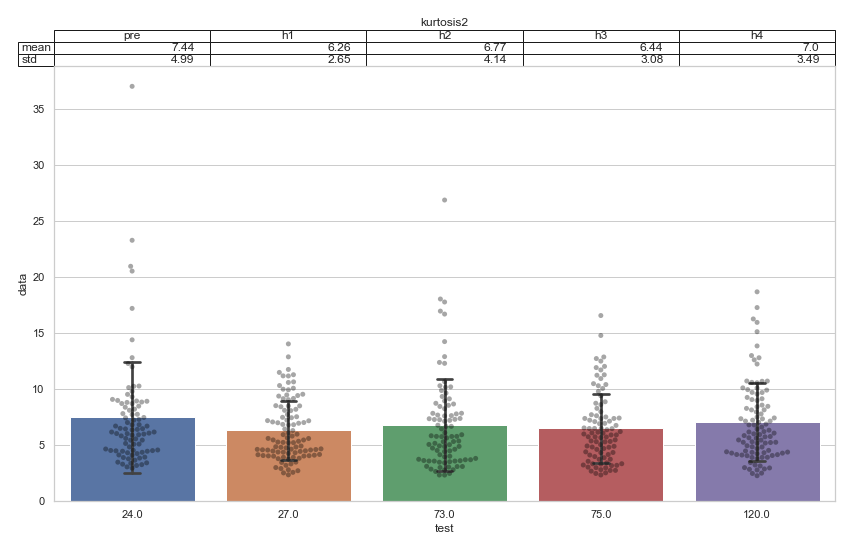 kurtosis2
pre h1 h2 h3 h4
mean 7.44 6.26 6.77 6.44 7.0
std 4.99 2.65 4.14 3.08 3.49
35
30
25
20
15
10
5
0
data
24.0 27.0 73.0 75.0 120.0
test